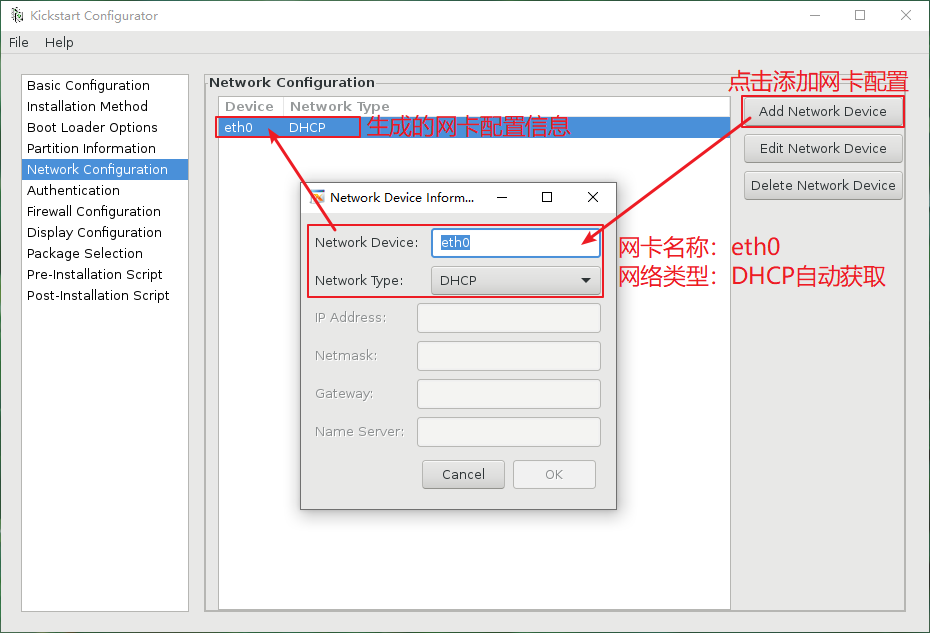 Kickstart Configurator
File Help
Basic Configuration
Installation Method
Boot Loader Options
Partition Information
Network Configuration
Authentication
Firewall Configuration
Display Configuration
Package Selection
Pre-Installation Script
Post-Installation Script
Network Configuration
Device Network Type
eth0 DHCP
生成的网卡配置信息
点击添加网卡配置
Add Network Device
Edit Network Device
Delete Network Device
Network Device Inform...
Network Device: eth0
Network Type: DHCP
IP Address:
Netmask:
Gateway:
Name Server:
Cancel OK
网卡名称：eth0
网络类型：DHCP自动获取